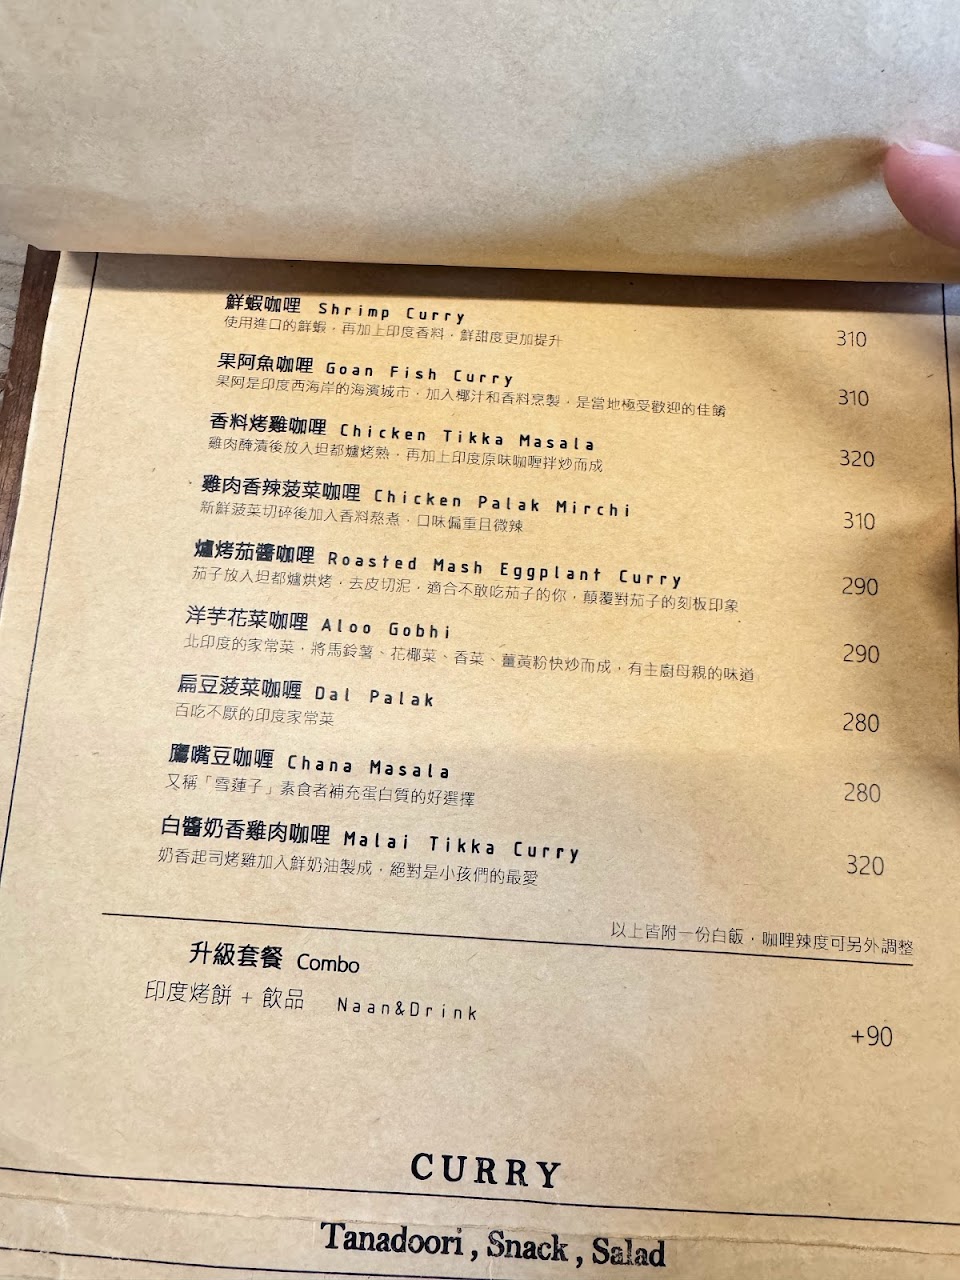 鮮蝦咖哩 Shrimp Curry
使用進口的鮮蝦，再加上印度香料，鮮甜度更加提升
310
果阿魚咖哩 Goan Fish Curry
果阿是印度西海岸的海濱城市，加入椰汁和香料烹製，是當地極受歡迎的佳餚
310
香料烤雞咖哩 Chicken Tikka Masala
雞肉醃漬後放入坦都爐烤熟，再加上印度原味咖喱拌炒而成
320
雞肉香辣菠菜咖哩 Chicken Palak Mirchi
新鮮菠菜切碎後加入香料熬煮，口味偏重且微辣
310
爐烤茄醬咖哩 Roasted Mash Eggplant Curry
茄子放入坦都爐烘烤，去皮切泥，適合不敢吃茄子的你，顛覆對茄子的刻板印象
290
洋芋花菜咖哩 Aloo Gobhi
北印度的家常菜，將馬鈴薯、花椰菜、香菜、薑黃粉快炒而成，有主廚母親的味道
290
扁豆菠菜咖喱 Dal Palak
百吃不厭的印度家常菜
280
鷹嘴豆咖喱 Chana Masala
又稱「雪蓮子」素食者補充蛋白質的好選擇
280
白醬奶香雞肉咖哩 Malai Tikka Curry
奶香起司烤雞加入鮮奶油製成，絕對是小孩們的最愛
320
以上皆附一份白飯，咖哩辣度可另外調整
升級套餐 Combo
印度烤餅 + 飲品 Naan&Drink
+90
CURRY
Tanadoori , Snack , Salad